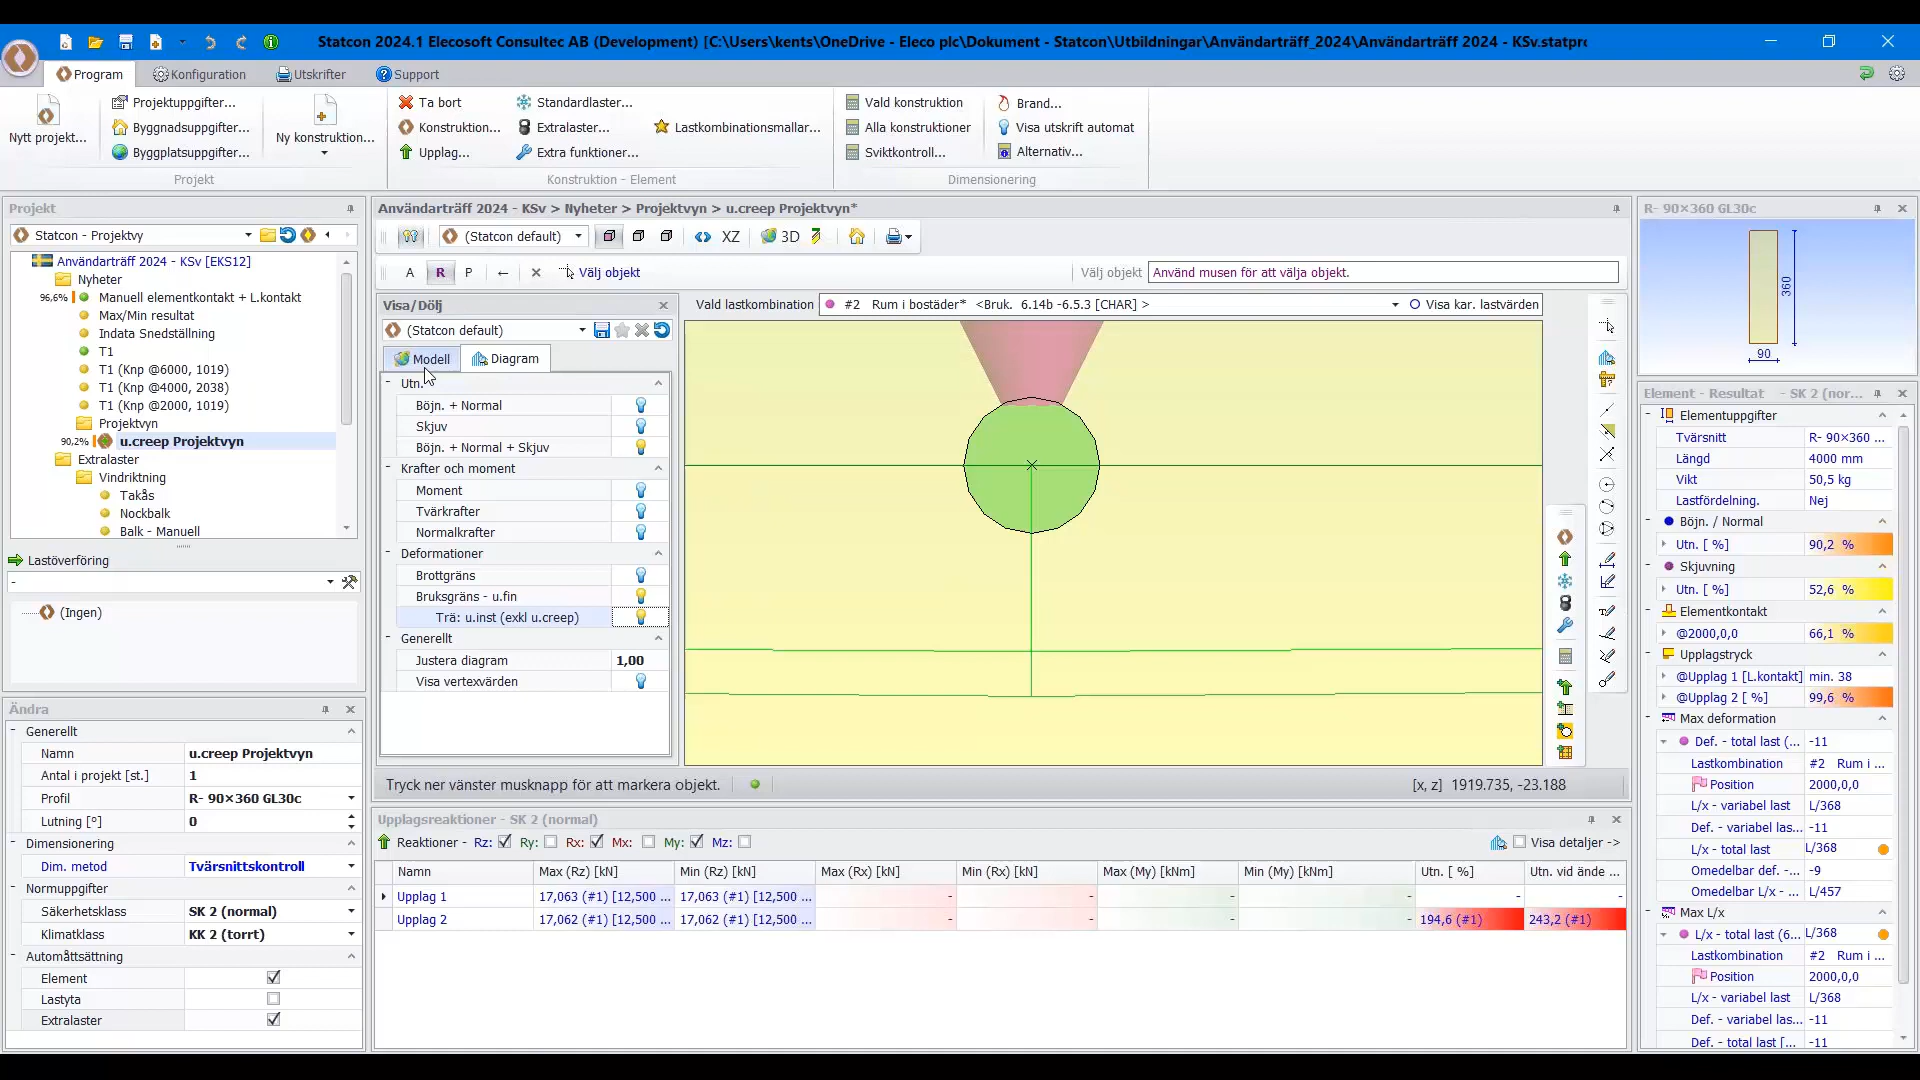 Statcon 2024.1 Elecosoft Consultec AB (Development) [C:\Users\kents\OneDrive - Eleco plc\Dokument - Statcon\Utbildningar\Användarträff_2024\Användarträff 2024 - KSv.statprc
Program Konfiguration Utskrifter Support
Nytt projekt...
Projektuppgifter...
Byggnadsuppgifter...
Byggplatsuppgifter...
Projekt
Ny konstruktion...
Ta bort
Konstruktion...
Upplag...
Standardlaster...
Extralaster...
Extra funktioner...
Lastkombinationsmallar...
Konstruktion - Element
Vald konstruktion
Alla konstruktioner
Sviktkontroll...
Brand...
Visa utskrift automat
Alternativ...
Dimensionering
Projekt
Statcon - Projektvy
Användarträff 2024 - KSv [EKS12]
Nyheter
96,6% Manuell elementkontakt + L.kontakt
Max/Min resultat
Indata Snedställning
T1
T1 (Knp @6000, 1019)
T1 (Knp @4000, 2038)
T1 (Knp @2000, 1019)
Projektvyn
90,2% u.creep Projektvyn
Extralaster
Vindriktning
Takås
Nockbalk
Balk - Manuell
Lastöverföring
-
(Ingen)
Ändra
Generellt
Namn u.creep Projektvyn
Antal i projekt [st.] 1
Profil R- 90×360 GL30c
Lutning [°] 0
Dimensionering
Dim. metod Tvärsnittskontroll
Normuppgifter
Säkerhetsklass SK 2 (normal)
Klimatklass KK 2 (torrt)
Automåttsättning
Element
Lastyta
Extralaster
Användarträff 2024 - KSv > Nyheter > Projektvyn > u.creep Projektvyn*
(Statcon default) XZ 3D
A R P Välj objekt
Välj objekt Använd musen för att välja objekt.
Visa/Dölj
(Statcon default)
Modell Diagram
Utn.
Böjn. + Normal
Skjuv
Böjn. + Normal + Skjuv
Krafter och moment
Moment
Tvärkrafter
Normalkrafter
Deformationer
Brottgräns
Bruksgräns - u.fin
Trä: u.inst (exkl u.creep)
Generellt
Justera diagram 1,00
Visa vertexvärden
Vald lastkombination #2 Rum i bostäder* <Bruk. 6.14b -6.5.3 [CHAR] > Visa kar. lastvärden
Tryck ner vänster musknapp för att markera objekt.
[x, z] 1919.735, -23.188
Upplagsreaktioner - SK 2 (normal)
Reaktioner - Rz: Ry: Rx: Mx: My: Mz: Visa detaljer ->
Namn Max (Rz) [kN] Min (Rz) [kN] Max (Rx) [kN] Min (Rx) [kN] Max (My) [kNm] Min (My) [kNm] Utn. [ %] Utn. vid ände ...
Upplag 1 17,063 (#1) [12,500 ... 17,063 (#1) [12,500 ... - - - - - -
Upplag 2 17,062 (#1) [12,500 ... 17,062 (#1) [12,500 ... - - - - 194,6 (#1) 243,2 (#1)
R- 90×360 GL30c
360
90
Element - Resultat - SK 2 (nor...
Elementuppgifter
Tvärsnitt R- 90×360 ...
Längd 4000 mm
Vikt 50,5 kg
Lastfördelning. Nej
Böjn. / Normal
Utn. [ %] 90,2 %
Skjuvning
Utn. [ %] 52,6 %
Elementkontakt
@2000,0,0 66,1 %
Upplagstryck
@Upplag 1 [L.kontakt] min. 38
@Upplag 2 [ %] 99,6 %
Max deformation
Def. - total last (... -11
Lastkombination #2 Rum i ...
Position 2000,0,0
L/x - variabel last L/368
Def. - variabel las... -11
L/x - total last L/368
Omedelbar def. -... -9
Omedelbar L/x - ... L/457
Max L/x
L/x - total last (6... L/368
Lastkombination #2 Rum i ...
Position 2000,0,0
L/x - variabel last L/368
Def. - variabel las... -11
Def. - total last [... -11